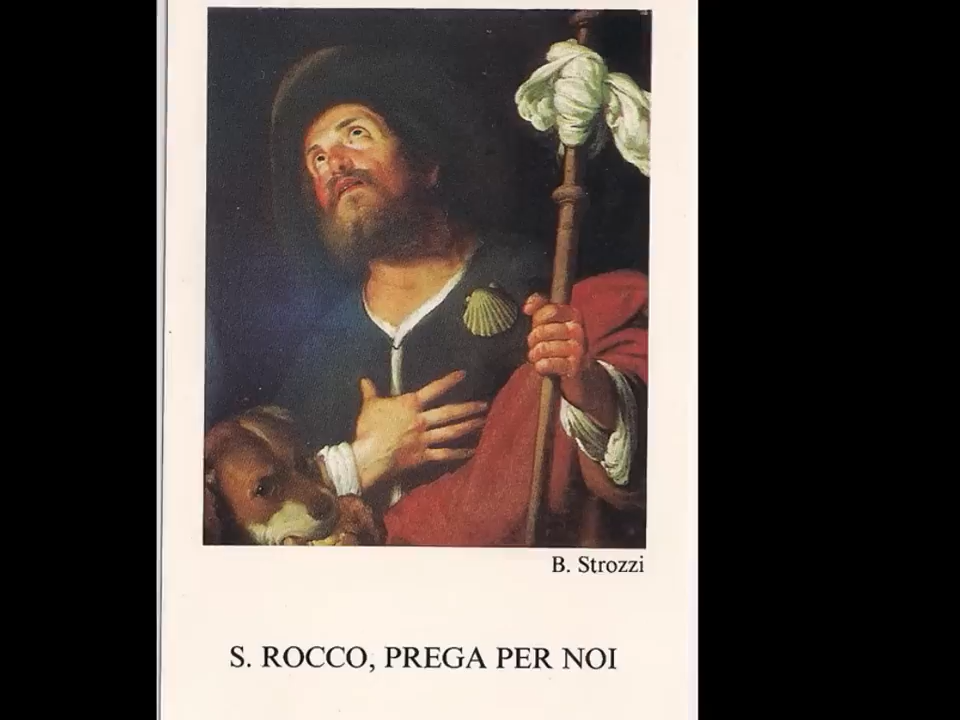 B. Strozzi
S. ROCCO, PREGA PER NOI